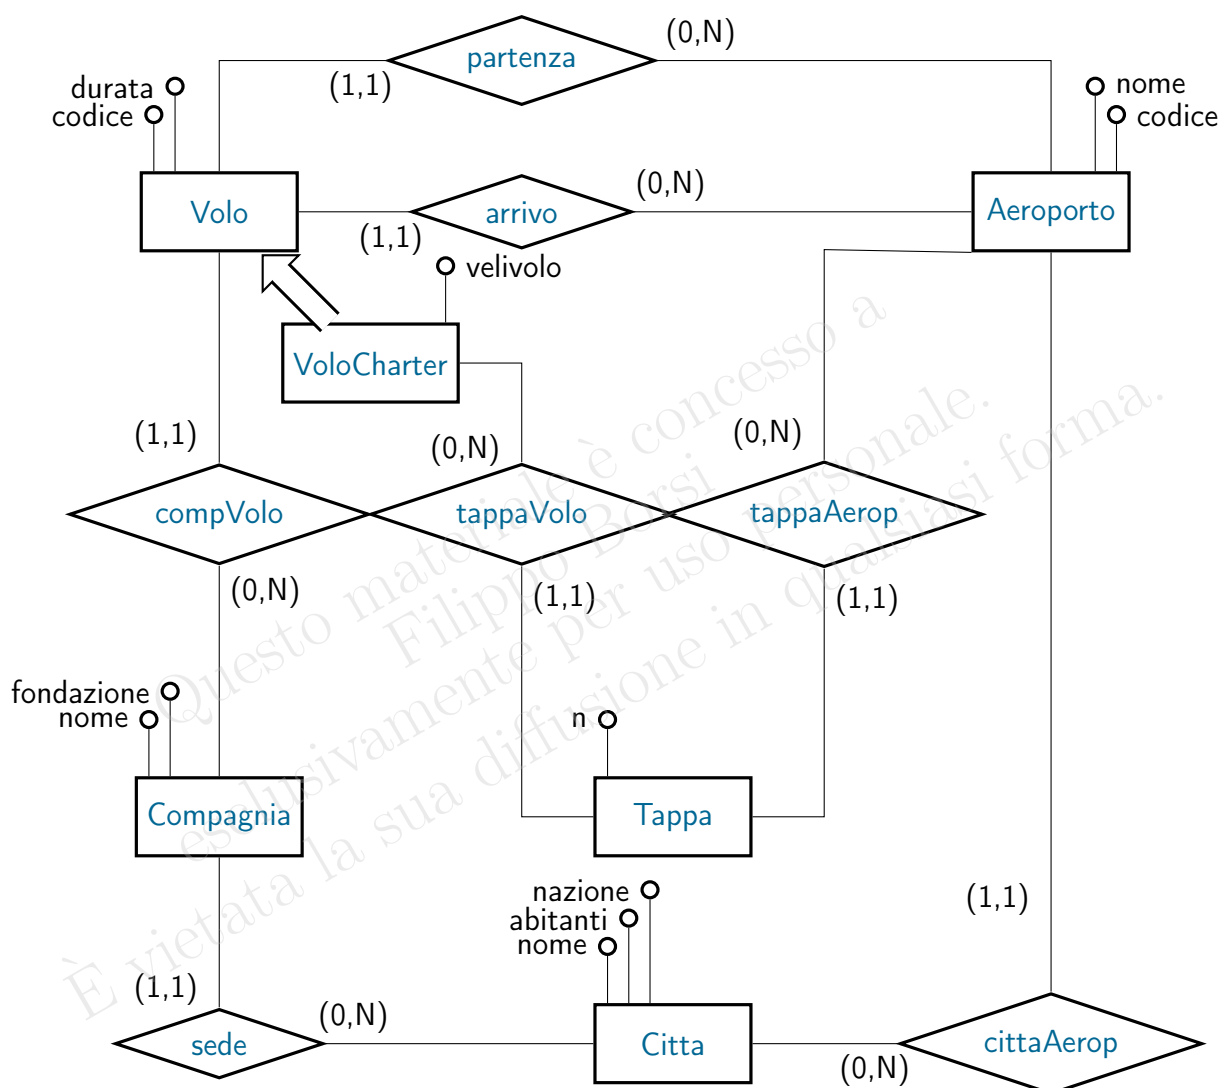 partenza
(0,N)
(1,1)
durata
codice
nome
codice
Volo
(1,1)
arrivo
(0,N)
Aeroporto
velivolo
VoloCharter
(1,1)
(0,N)
(0,N)
compVolo
tappaVolo
tappaAerop
(0,N)
(1,1)
(1,1)
fondazione
nome
n
Compagnia
Tappa
nazione
abitanti
nome
(1,1)
(1,1)
(0,N)
sede
Citta
(0,N)
cittaAerop
Questo materiale è concesso a
Filippo Borsi
esclusivamente per uso personale.
È vietata la sua diffusione in qualsiasi forma.